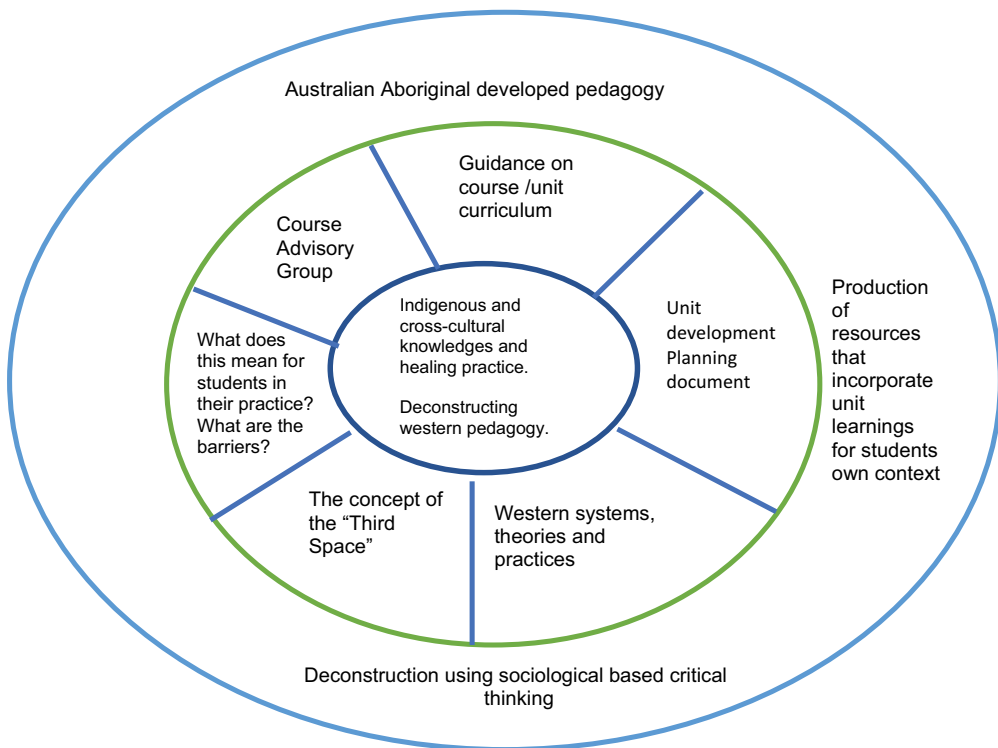 Australian Aboriginal developed pedagogy
Guidance on
course /unit
curriculum
Course
Advisory
Group
Indigenous and
cross-cultural
knowledges and
healing practice.
Deconstructing
western pedagogy.
Unit
development
Planning
document
Production
of
resources
that
incorporate
unit
learnings
for students
own context
What does
this mean for
students in
their practice?
What are the
barriers?
The concept of
the “Third
Space”
Western systems,
theories and
practices
Deconstruction using sociological based critical
thinking